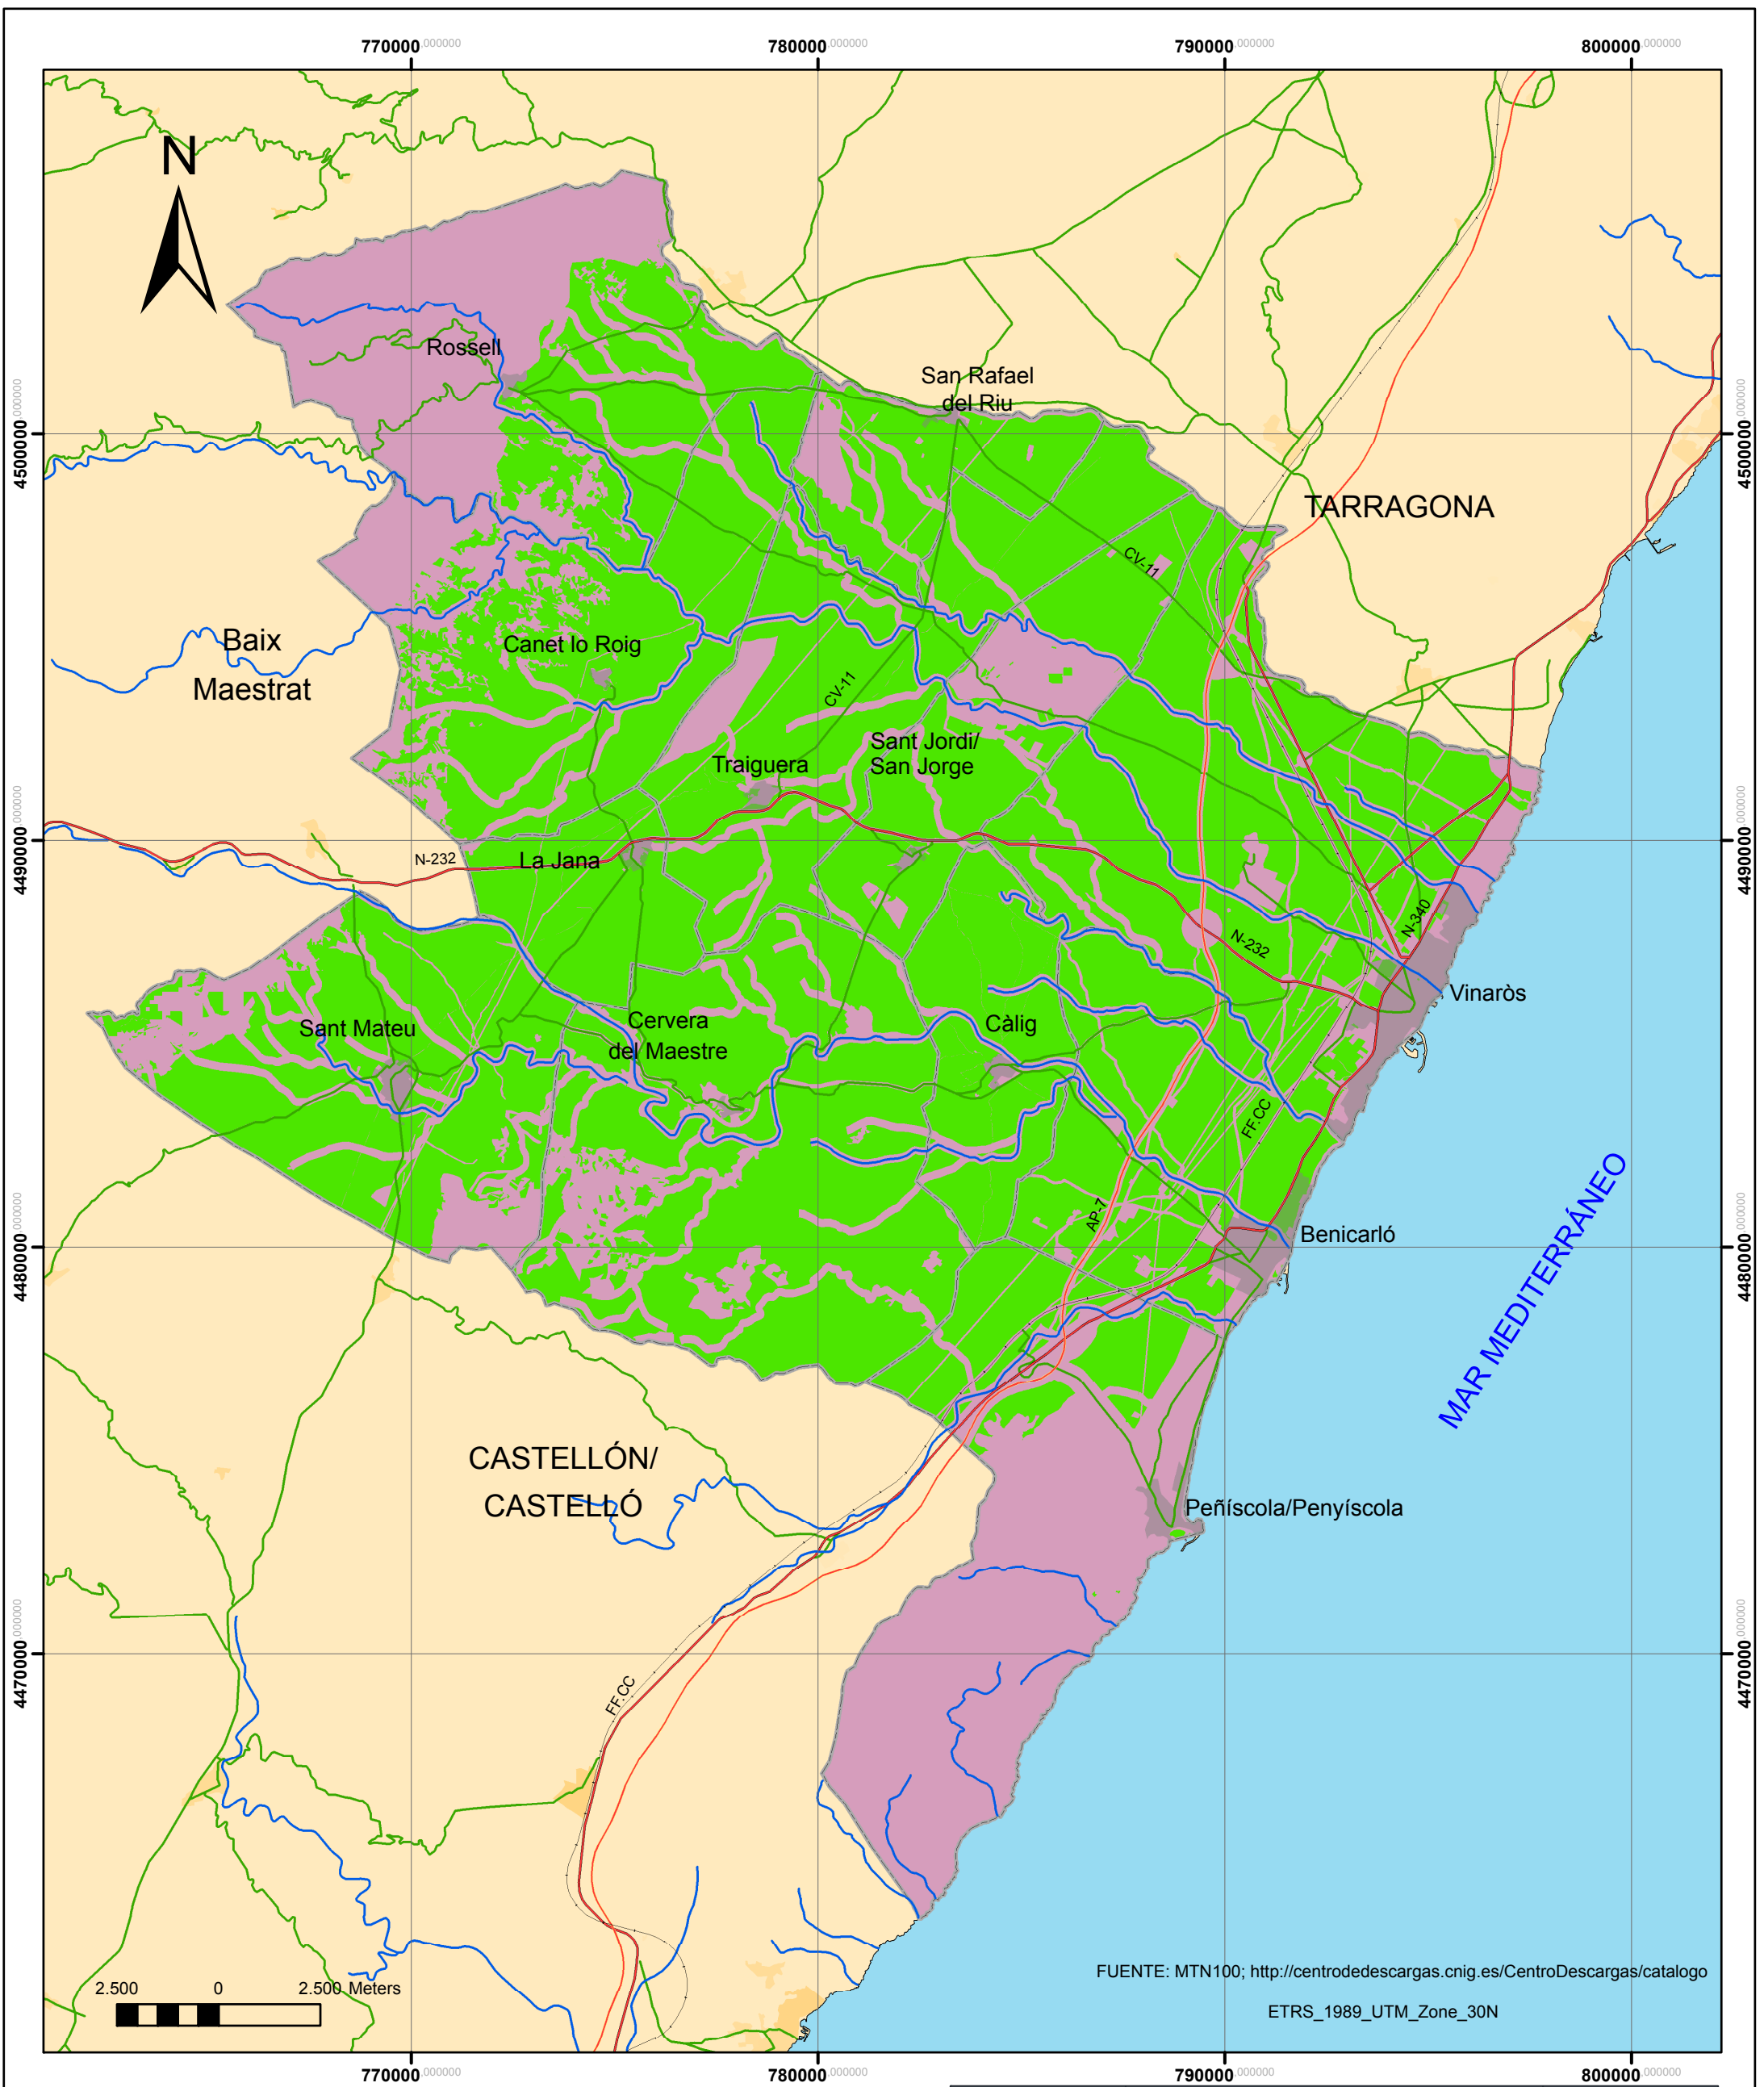 770000.000000
780000.000000
790000.000000
800000.000000
N
Rossell
San Rafael
del Riu
4500000.000000
4500000.000000
TARRAGONA
CV-11
Baix
Maestrat
Canet lo Roig
CV-11
Sant Jordi/
San Jorge
Traiguera
4490000.000000
4490000.000000
N-232
La Jana
N-340
N-232
Vinaròs
Sant Mateu
Cervera
del Maestre
Càlig
FF.CC
AP-7
Benicarló
4480000.000000
4480000.000000
MAR MEDITERRÁNEO
CASTELLÓN/
CASTELLÓ
Peñíscola/Penyíscola
4470000.000000
4470000.000000
FF.CC
2.500 0 2.500 Meters
FUENTE: MTN100; http://centrodedescargas.cnig.es/CentroDescargas/catalogo
ETRS_1989_UTM_Zone_30N
770000.000000
780000.000000
790000.000000
800000.000000